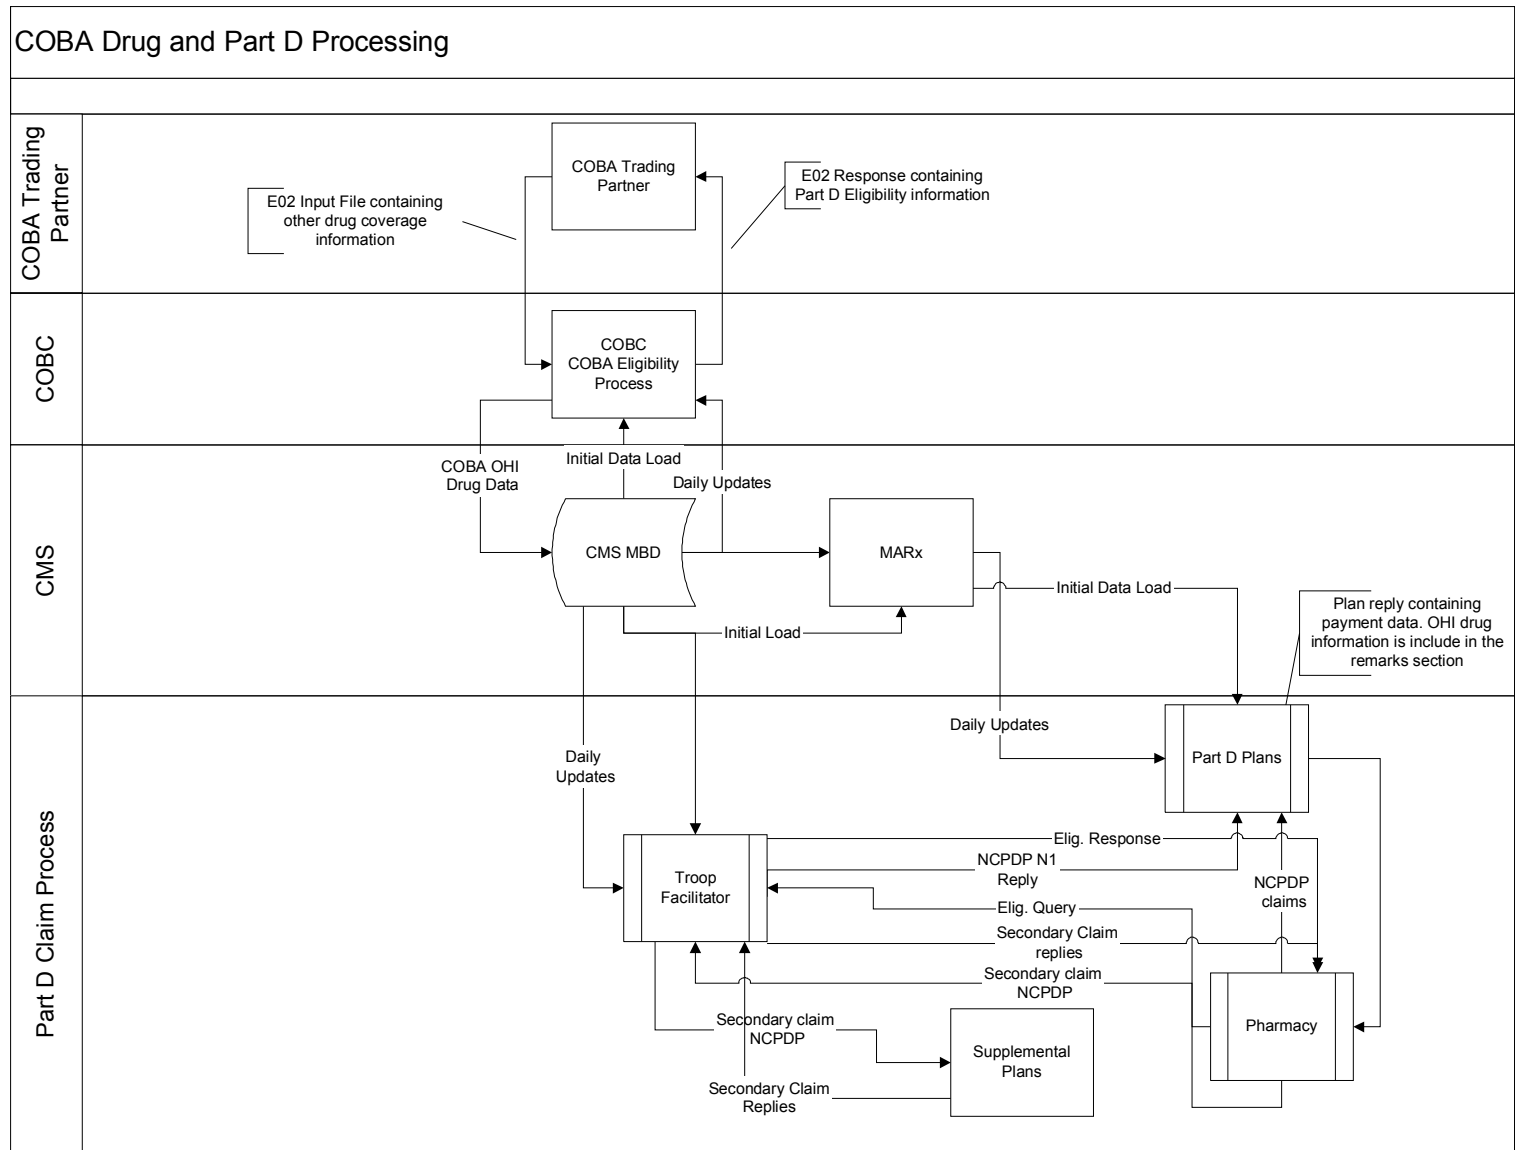 COBA Drug and Part D Processing
COBA Trading
Partner
COBA Trading
Partner
E02 Input File containing
other drug coverage
information
E02 Response containing
Part D Eligibility information
COBC
COBC
COBA Eligibility
Process
CMS
COBA OHI
Drug Data
Initial Data Load
Daily Updates
CMS MBD
MARx
Initial Data Load
Initial Load
Plan reply containing
payment data. OHI drug
information is include in the
remarks section
Part D Claim Process
Daily Updates
Daily
Updates
Part D Plans
Troop
Facilitator
Elig. Response
NCPDP N1
Reply
NCPDP
claims
Elig. Query
Secondary Claim
replies
Secondary claim
NCPDP
Secondary claim
NCPDP
Pharmacy
Supplemental
Plans
Secondary Claim
Replies